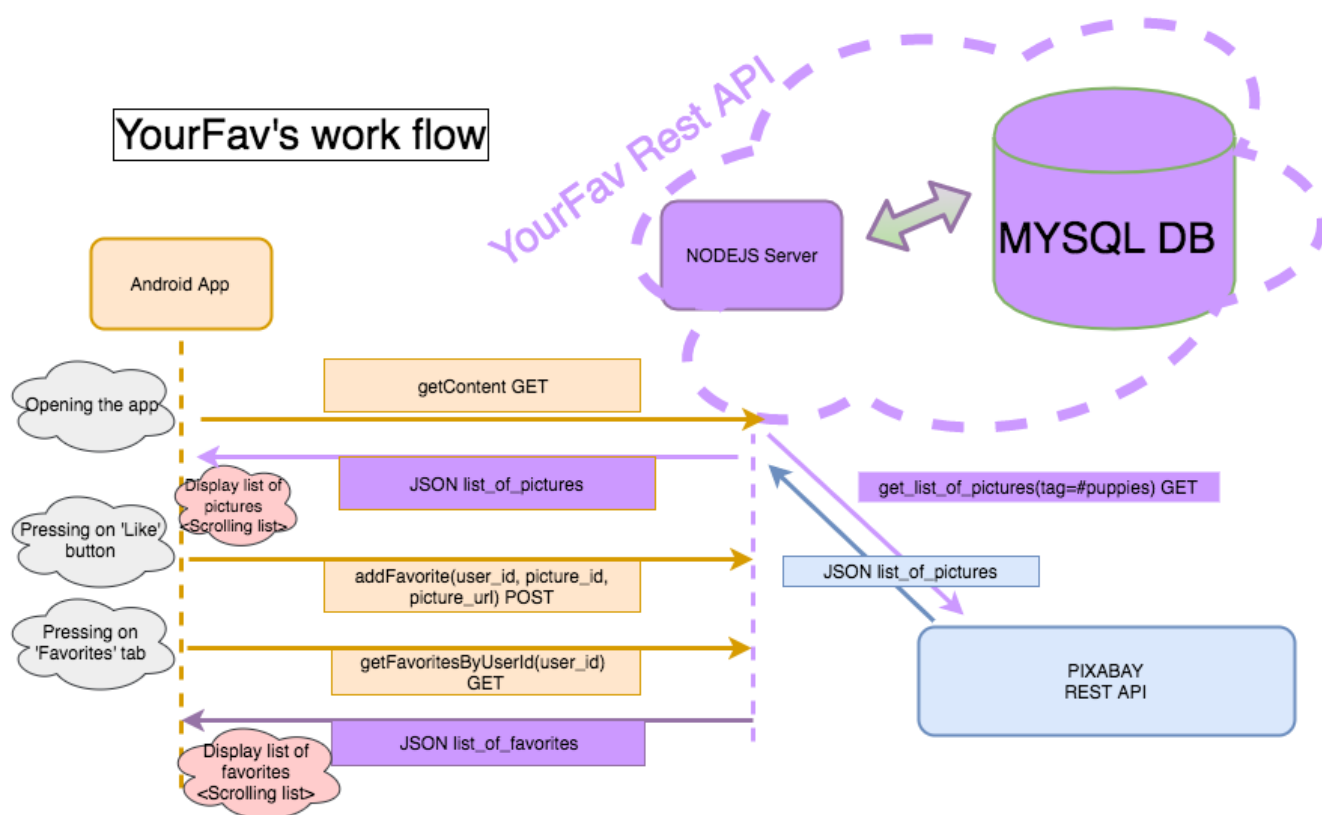 YourFav's work flow
YourFav Rest API
MYSQL DB
NODEJS Server
Android App
Opening the app
getContent GET
JSON list_of_pictures
Display list of
pictures
<Scrolling list>
get_list_of_pictures(tag=#puppies) GET
JSON list_of_pictures
Pressing on 'Like'
button
addFavorite(user_id, picture_id,
picture_url) POST
Pressing on
'Favorites' tab
getFavoritesByUserId(user_id)
GET
PIXABAY
REST API
JSON list_of_favorites
Display list of
favorites
<Scrolling list>